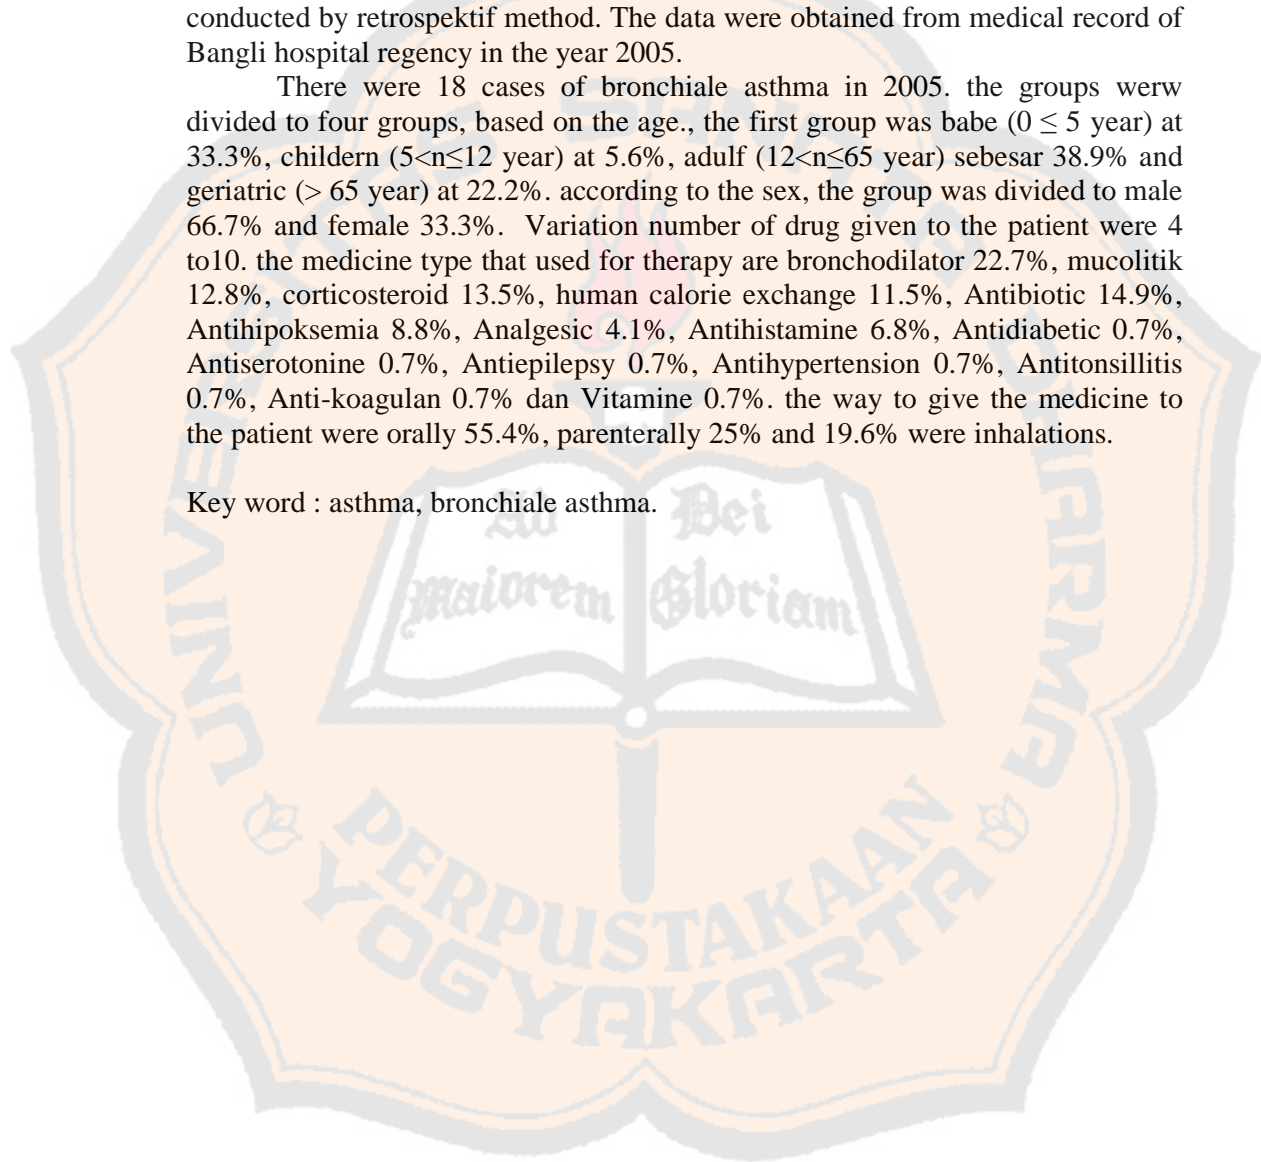 conducted by retrospektif method. The data were obtained from medical record of
Bangli hospital regency in the year 2005.
There were 18 cases of bronchiale asthma in 2005. the groups werw
divided to four groups, based on the age., the first group was babe (0 ≤ 5 year) at
33.3%, childern (5<n≤12 year) at 5.6%, adulf (12<n≤65 year) sebesar 38.9% and
geriatric (> 65 year) at 22.2%. according to the sex, the group was divided to male
66.7% and female 33.3%. Variation number of drug given to the patient were 4
to10. the medicine type that used for therapy are bronchodilator 22.7%, mucolitik
12.8%, corticosteroid 13.5%, human calorie exchange 11.5%, Antibiotic 14.9%,
Antihipoksemia 8.8%, Analgesic 4.1%, Antihistamine 6.8%, Antidiabetic 0.7%,
Antiserotonine 0.7%, Antiepilepsy 0.7%, Antihypertension 0.7%, Antitonsillitis
0.7%, Anti-koagulan 0.7% dan Vitamine 0.7%. the way to give the medicine to
the patient were orally 55.4%, parenterally 25% and 19.6% were inhalations.
Key word : asthma, bronchiale asthma.
UNIVERSITAS SANATA DHARMA
Ad Dei
Maiorem Gloriam
PERPUSTAKAAN
YOGYAKARTA